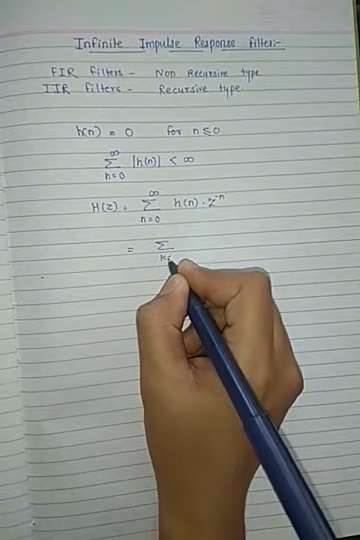 Infinite Impulse Response filter:-
FIR filters - Non Recursive type
IIR filters - Recursive type.
h(n) = 0 for n ≤ 0
∞
∑ |h(n)| < ∞
n=0
∞
H(z) = ∑ h(n) · z⁻ⁿ
n=0
= ∑
k=